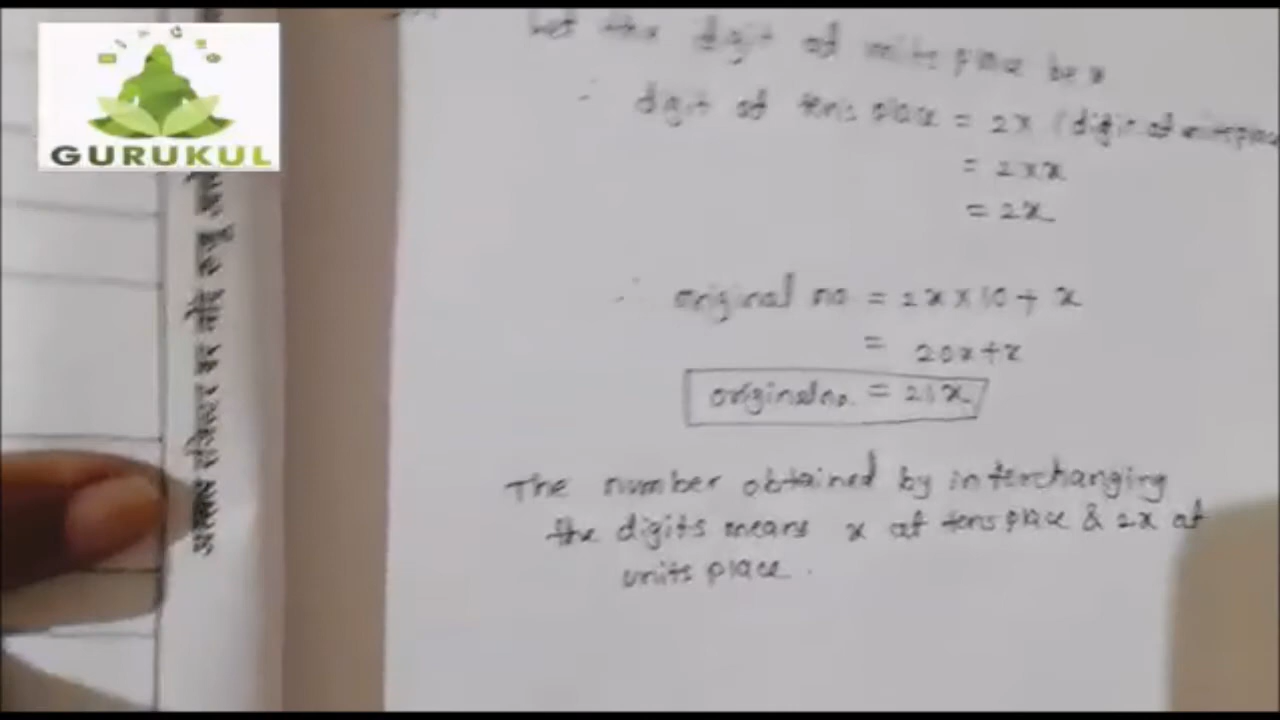 GURUKUL
Let the digit at units place be x
∴ digit at tens place = 2x (digit at units place
= 2×x
= 2x
∴ original no = 2x×10+ x
= 20x+x
original no. = 21x
The number obtained by interchanging
the digits means x at tens place & 2x at
units place.